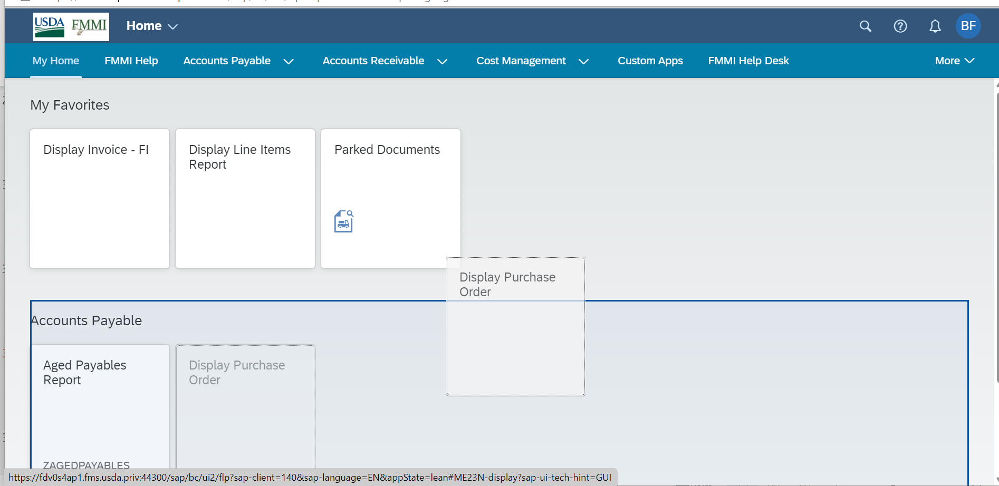 USDA FMMI Home BF
My Home FMMI Help Accounts Payable Accounts Receivable Cost Management Custom Apps FMMI Help Desk More
My Favorites
Display Invoice - FI
Display Line Items
Report
Parked Documents
Display Purchase
Order
Accounts Payable
Aged Payables
Report
ZAGEDPAYABLES
Display Purchase
Order
https://fdv0s4ap1.fms.usda.priv:44300/sap/bc/ui2/flp?sap-client=140&sap-language=EN&appState=lean#ME23N-display?sap-ui-tech-hint=GUI